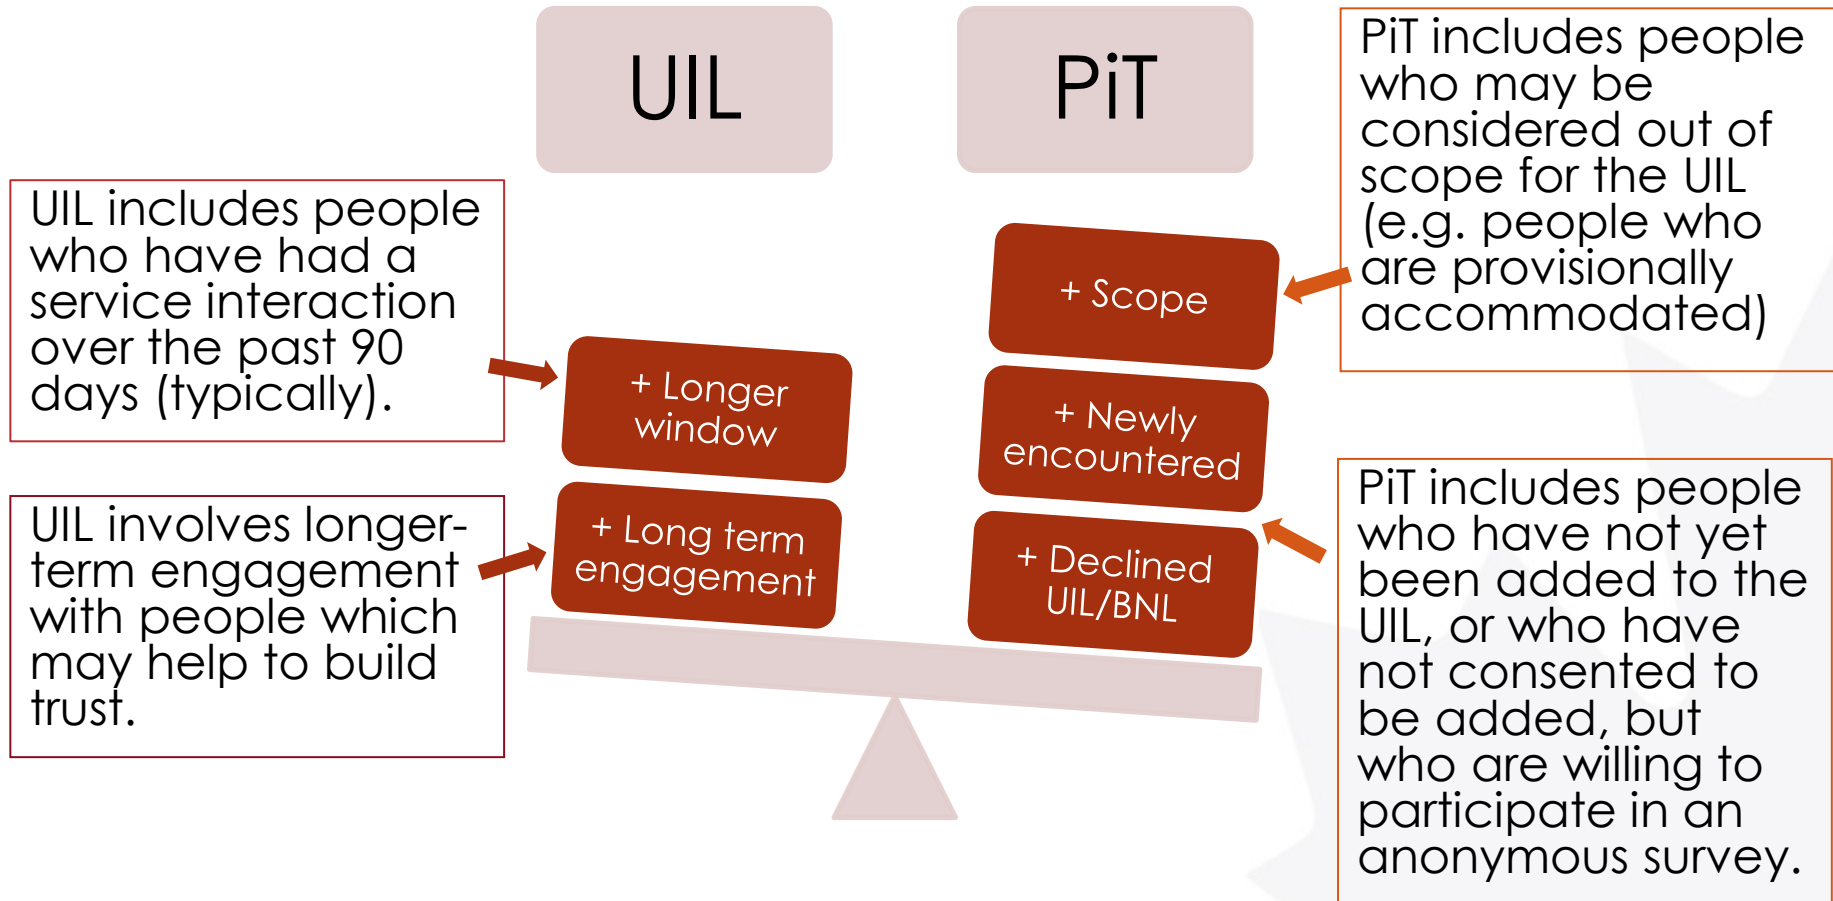 UIL
PiT
UIL includes people
who have had a
service interaction
over the past 90
days (typically).
UIL involves longer-
term engagement
with people which
may help to build
trust.
+ Longer
window
+ Long term
engagement
+ Scope
+ Newly
encountered
+ Declined
UIL/BNL
PiT includes people
who may be
considered out of
scope for the UIL
(e.g. people who
are provisionally
accommodated)
PiT includes people
who have not yet
been added to the
UIL, or who have
not consented to
be added, but
who are willing to
participate in an
anonymous survey.